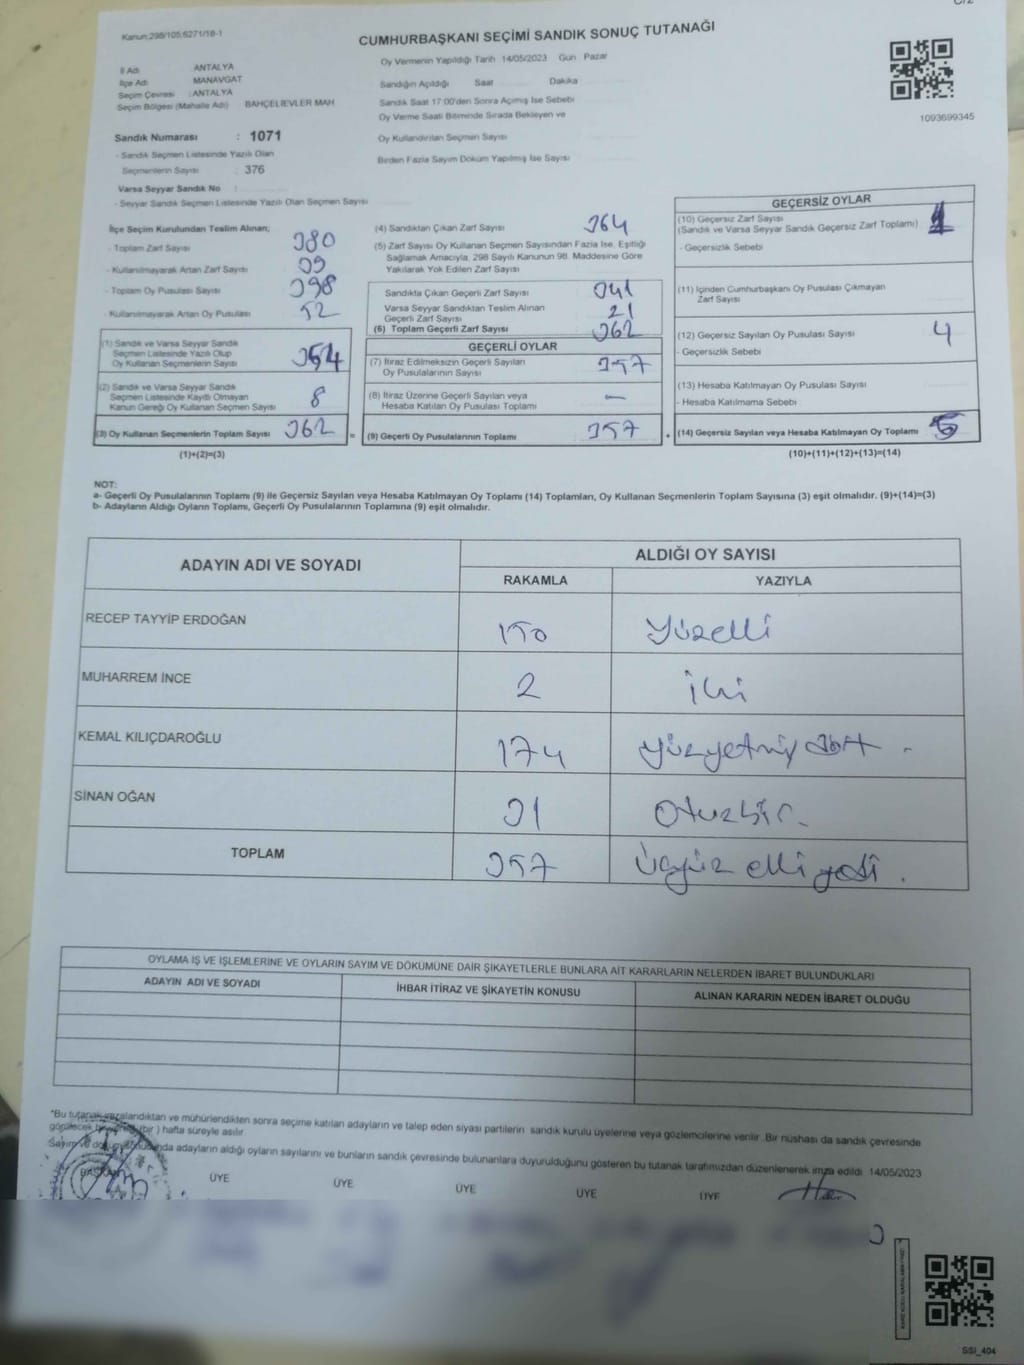 Kanun:298/105,6271/18-1
CUMHURBAŞKANI SEÇİMİ SANDIK SONUÇ TUTANAĞI
İl Adı ANTALYA
İlçe Adı MANAVGAT
Seçim Çevresi : ANTALYA
Seçim Bölgesi (Mahalle Adı) BAHÇELİEVLER MAH
Sandık Numarası : 1071
- Sandık Seçmen Listesinde Yazılı Olan
Seçmenlerin Sayısı : 376
Varsa Seyyar Sandık No :
- Seyyar Sandık Seçmen Listesinde Yazılı Olan Seçmen Sayısı
Oy Vermenin Yapıldığı Tarih 14/05/2023 Gün Pazar
Sandığın Açıldığı Saat Dakika
Sandık Saat 17:00'den Sonra Açılmış İse Sebebi
Oy Verme Saati Bitiminde Sırada Bekleyen ve
Oy Kullandırılan Seçmen Sayısı
Birden Fazla Sayım Döküm Yapılmış İse Sayısı
1093699345
İlçe Seçim Kurulundan Teslim Alınan;
- Toplam Zarf Sayısı 380
- Kullanılmayarak Artan Zarf Sayısı
- Toplam Oy Pusulası Sayısı 398
- Kullanılmayarak Artan Oy Pusulası 52
(1) Sandık ve Varsa Seyyar Sandık
Seçmen Listesinde Yazılı Olup
Oy Kullanan Seçmenlerin Sayısı 354
(2) Sandık ve Varsa Seyyar Sandık
Seçmen Listesinde Kayıtlı Olmayan
Kanun Gereği Oy Kullanan Seçmen Sayısı 8
(3) Oy Kullanan Seçmenlerin Toplam Sayısı 362 =
(1)+(2)=(3)
(4) Sandıktan Çıkan Zarf Sayısı 364
(5) Zarf Sayısı Oy Kullanan Seçmen Sayısından Fazla İse, Eşitliği
Sağlamak Amacıyla, 298 Sayılı Kanunun 98. Maddesine Göre
Yakılarak Yok Edilen Zarf Sayısı
Sandıkta Çıkan Geçerli Zarf Sayısı 341
Varsa Seyyar Sandıktan Teslim Alınan
Geçerli Zarf Sayısı 21
(6) Toplam Geçerli Zarf Sayısı 362
GEÇERLİ OYLAR
(7) İtiraz Edilmeksizin Geçerli Sayılan
Oy Pusulalarının Sayısı 357
(8) İtiraz Üzerine Geçerli Sayılan veya
Hesaba Katılan Oy Pusulası Toplamı —
(9) Geçerli Oy Pusulalarının Toplamı 357 +
GEÇERSİZ OYLAR
(10) Geçersiz Zarf Sayısı
(Sandık ve Varsa Seyyar Sandık Geçersiz Zarf Toplamı) 1
- Geçersizlik Sebebi
(11) İçinden Cumhurbaşkanı Oy Pusulası Çıkmayan
Zarf Sayısı
(12) Geçersiz Sayılan Oy Pusulası Sayısı 4
- Geçersizlik Sebebi
(13) Hesaba Katılmayan Oy Pusulası Sayısı
- Hesaba Katılmama Sebebi
(14) Geçersiz Sayılan veya Hesaba Katılmayan Oy Toplamı 5
(10)+(11)+(12)+(13)=(14)
NOT:
a- Geçerli Oy Pusulalarının Toplamı (9) ile Geçersiz Sayılan veya Hesaba Katılmayan Oy Toplamı (14) Toplamları, Oy Kullanan Seçmenlerin Toplam Sayısına (3) eşit olmalıdır. (9)+(14)=(3)
b- Adayların Aldığı Oyların Toplamı, Geçerli Oy Pusulalarının Toplamına (9) eşit olmalıdır.
ADAYIN ADI VE SOYADI ALDIĞI OY SAYISI
RAKAMLA YAZIYLA
RECEP TAYYİP ERDOĞAN 150 Yüzelli
MUHARREM İNCE 2 iki
KEMAL KILIÇDAROĞLU 174 yüzyetmiş dört
SİNAN OĞAN 31 Otuzbir
TOPLAM 357 Üçyüz elli yedi.
OYLAMA İŞ VE İŞLEMLERİNE VE OYLARIN SAYIM VE DÖKÜMÜNE DAİR ŞİKAYETLERLE BUNLARA AİT KARARLARIN NELERDEN İBARET BULUNDUKLARI
ADAYIN ADI VE SOYADI İHBAR İTİRAZ VE ŞİKAYETİN KONUSU ALINAN KARARIN NEDEN İBARET OLDUĞU
*Bu tutanak imzalandıktan ve mühürlendikten sonra seçime katılan adayların ve talep eden siyasi partilerin sandık kurulu üyelerine veya gözlemcilerine verilir. Bir nüshası da sandık çevresinde
görülecek bir yere (bir) hafta süreyle asılır.
Sayım ve dökümü sonunda adayların aldığı oyların sayılarını ve bunların sandık çevresinde bulunanlara duyurulduğunu gösteren bu tutanak tarafımızdan düzenlenerek imza edildi. 14/05/2023
BAŞKAN ÜYE ÜYE ÜYE ÜYE ÜYE
SSI_404